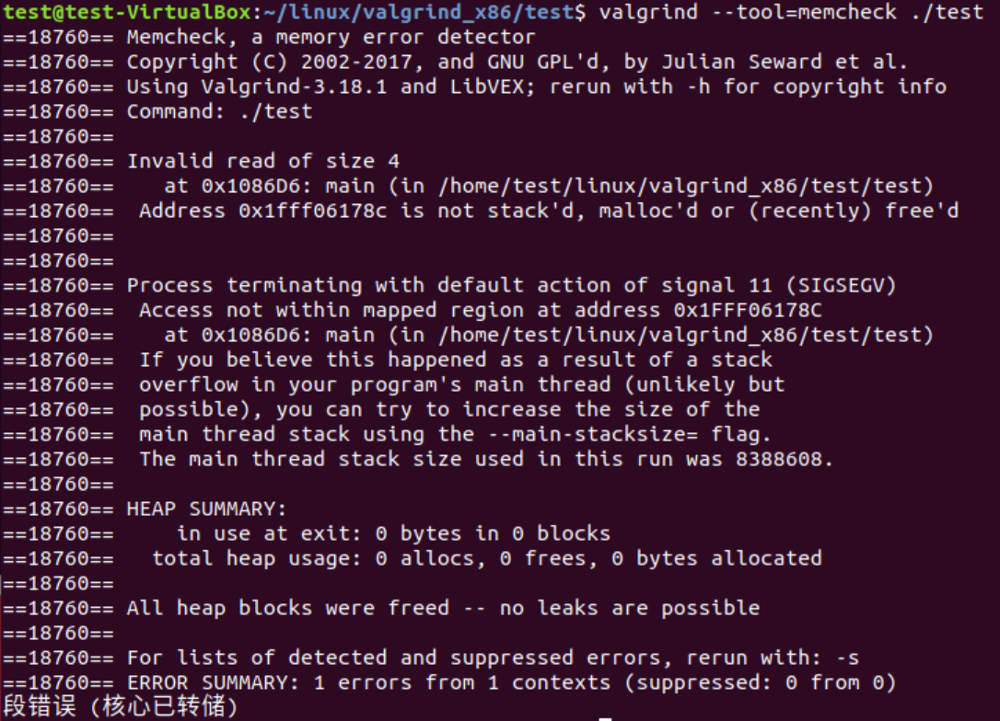 test@test-VirtualBox:~/linux/valgrind_x86/test$ valgrind --tool=memcheck ./test
==18760== Memcheck, a memory error detector
==18760== Copyright (C) 2002-2017, and GNU GPL'd, by Julian Seward et al.
==18760== Using Valgrind-3.18.1 and LibVEX; rerun with -h for copyright info
==18760== Command: ./test
==18760==
==18760== Invalid read of size 4
==18760==    at 0x1086D6: main (in /home/test/linux/valgrind_x86/test/test)
==18760==  Address 0x1fff06178c is not stack'd, malloc'd or (recently) free'd
==18760==
==18760==
==18760== Process terminating with default action of signal 11 (SIGSEGV)
==18760==  Access not within mapped region at address 0x1FFF06178C
==18760==    at 0x1086D6: main (in /home/test/linux/valgrind_x86/test/test)
==18760==  If you believe this happened as a result of a stack
==18760==  overflow in your program's main thread (unlikely but
==18760==  possible), you can try to increase the size of the
==18760==  main thread stack using the --main-stacksize= flag.
==18760==  The main thread stack size used in this run was 8388608.
==18760==
==18760== HEAP SUMMARY:
==18760==     in use at exit: 0 bytes in 0 blocks
==18760==   total heap usage: 0 allocs, 0 frees, 0 bytes allocated
==18760==
==18760== All heap blocks were freed -- no leaks are possible
==18760==
==18760== For lists of detected and suppressed errors, rerun with: -s
==18760== ERROR SUMMARY: 1 errors from 1 contexts (suppressed: 0 from 0)
段错误 (核心已转储)